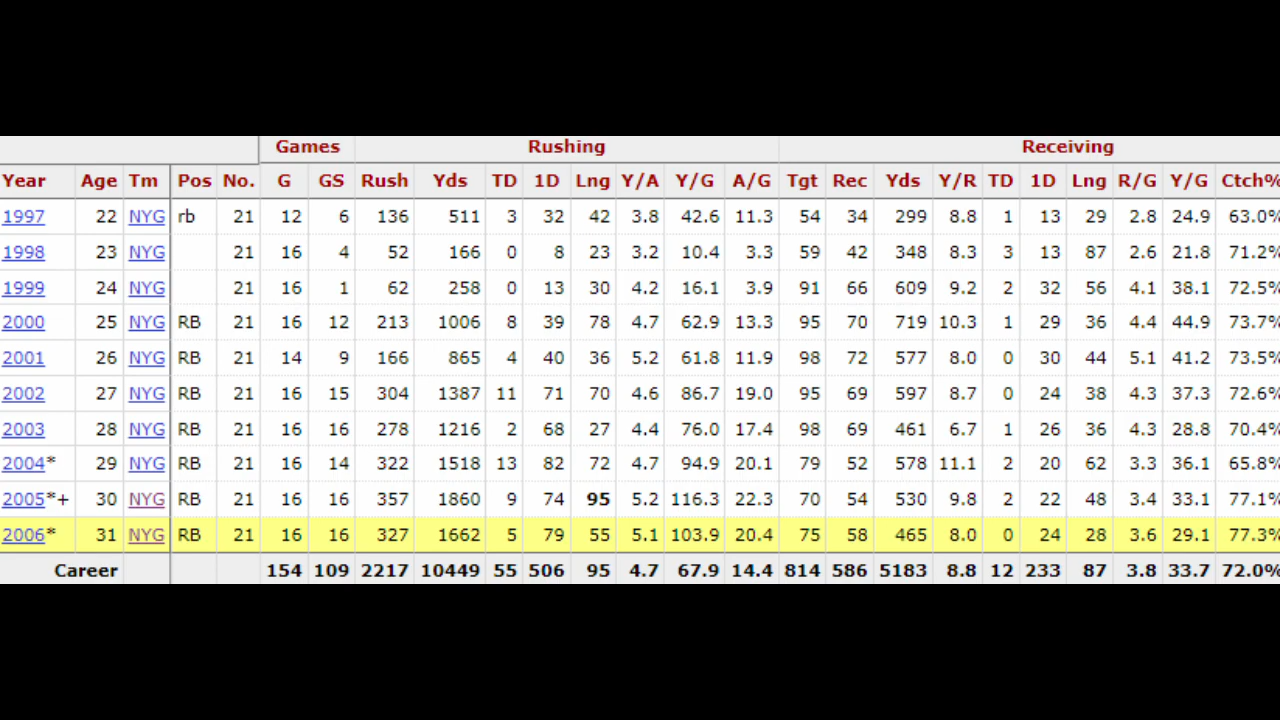 Games Rushing Receiving
Year Age Tm Pos No. G GS Rush Yds TD 1D Lng Y/A Y/G A/G Tgt Rec Yds Y/R TD 1D Lng R/G Y/G Ctch%
1997 22 NYG rb 21 12 6 136 511 3 32 42 3.8 42.6 11.3 54 34 299 8.8 1 13 29 2.8 24.9 63.0%
1998 23 NYG 21 16 4 52 166 0 8 23 3.2 10.4 3.3 59 42 348 8.3 3 13 87 2.6 21.8 71.2%
1999 24 NYG 21 16 1 62 258 0 13 30 4.2 16.1 3.9 91 66 609 9.2 2 32 56 4.1 38.1 72.5%
2000 25 NYG RB 21 16 12 213 1006 8 39 78 4.7 62.9 13.3 95 70 719 10.3 1 29 36 4.4 44.9 73.7%
2001 26 NYG RB 21 14 9 166 865 4 40 36 5.2 61.8 11.9 98 72 577 8.0 0 30 44 5.1 41.2 73.5%
2002 27 NYG RB 21 16 15 304 1387 11 71 70 4.6 86.7 19.0 95 69 597 8.7 0 24 38 4.3 37.3 72.6%
2003 28 NYG RB 21 16 16 278 1216 2 68 27 4.4 76.0 17.4 98 69 461 6.7 1 26 36 4.3 28.8 70.4%
2004* 29 NYG RB 21 16 14 322 1518 13 82 72 4.7 94.9 20.1 79 52 578 11.1 2 20 62 3.3 36.1 65.8%
2005*+ 30 NYG RB 21 16 16 357 1860 9 74 95 5.2 116.3 22.3 70 54 530 9.8 2 22 48 3.4 33.1 77.1%
2006* 31 NYG RB 21 16 16 327 1662 5 79 55 5.1 103.9 20.4 75 58 465 8.0 0 24 28 3.6 29.1 77.3%
Career 154 109 2217 10449 55 506 95 4.7 67.9 14.4 814 586 5183 8.8 12 233 87 3.8 33.7 72.0%